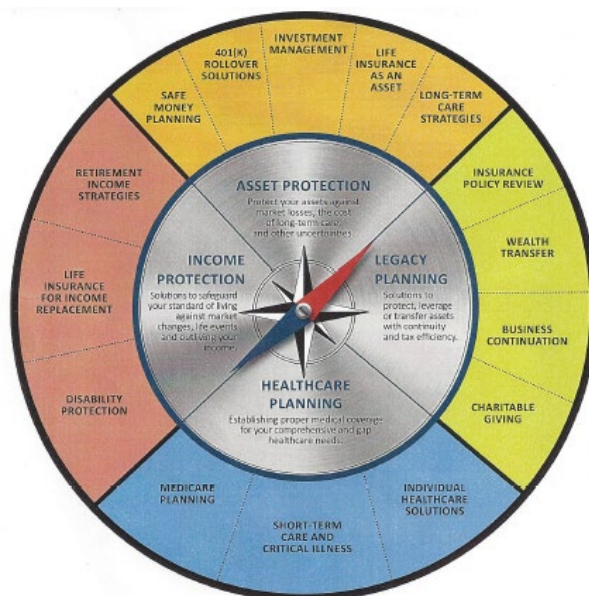 INVESTMENT
MANAGEMENT
401(K)
ROLLOVER
SOLUTIONS
LIFE
INSURANCE
AS AN
ASSET
SAFE
MONEY
PLANNING
LONG-TERM
CARE
STRATEGIES
RETIREMENT
INCOME
STRATEGIES
INSURANCE
POLICY REVIEW
ASSET PROTECTION
Protect your assets against
market losses, the cost
of long-term care,
and other uncertainties.
WEALTH
TRANSFER
LIFE
INSURANCE
FOR INCOME
REPLACEMENT
INCOME
PROTECTION
Solutions to safeguard
your standard of living
against market
changes, life events
and outliving your
income.
LEGACY
PLANNING
Solutions to
protect, leverage
or transfer assets
with continuity
and tax efficiency.
BUSINESS
CONTINUATION
DISABILITY
PROTECTION
HEALTHCARE
PLANNING
Establishing proper medical coverage
for your comprehensive and gap
healthcare needs.
CHARITABLE
GIVING
MEDICARE
PLANNING
SHORT-TERM
CARE AND
CRITICAL ILLNESS
INDIVIDUAL
HEALTHCARE
SOLUTIONS